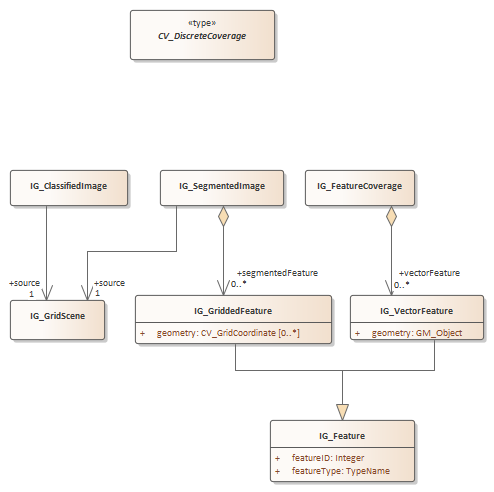 «type»
CV_DiscreteCoverage
IG_ClassifiedImage
IG_SegmentedImage
IG_FeatureCoverage
+source
1
+source
1
+segmentedFeature
0..*
+vectorFeature
0..*
IG_GridScene
IG_GriddedFeature
+ geometry: CV_GridCoordinate [0..*]
IG_VectorFeature
+ geometry: GM_Object
IG_Feature
+ featureID: Integer
+ featureType: TypeName